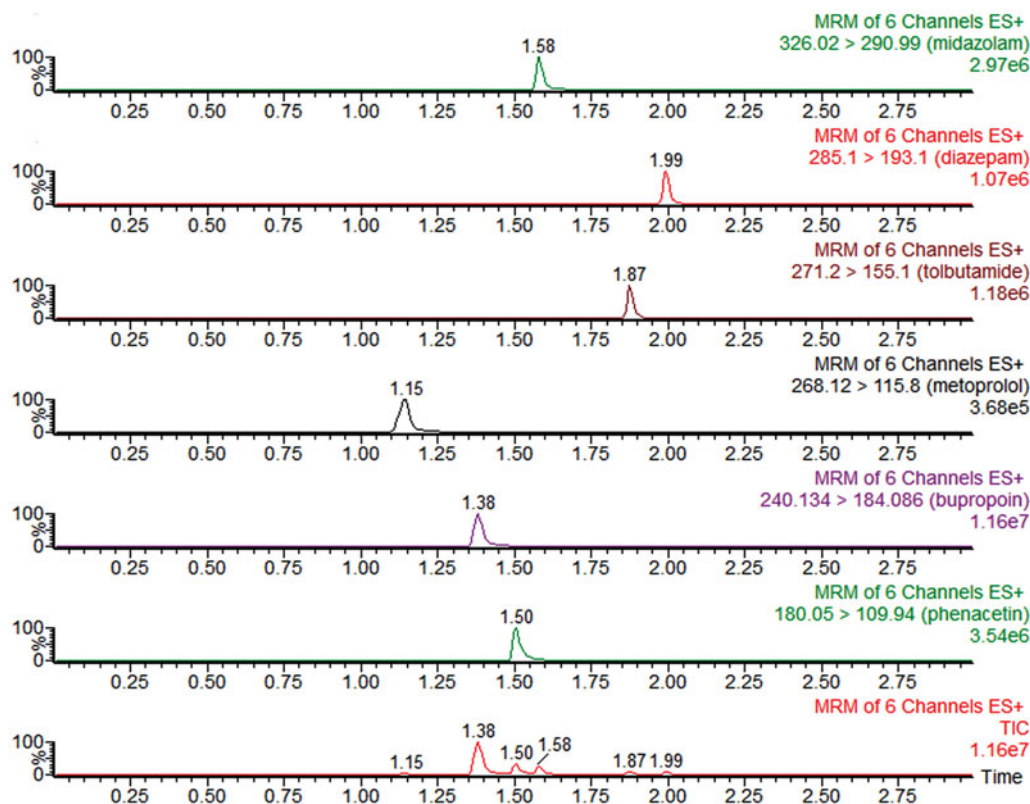 MRM of 6 Channels ES+
326.02 > 290.99 (midazolam)
2.97e6
1.58
100
%
0
0.25 0.50 0.75 1.00 1.25 1.50 1.75 2.00 2.25 2.50 2.75
MRM of 6 Channels ES+
285.1 > 193.1 (diazepam)
1.07e6
1.99
100
%
0
0.25 0.50 0.75 1.00 1.25 1.50 1.75 2.00 2.25 2.50 2.75
MRM of 6 Channels ES+
271.2 > 155.1 (tolbutamide)
1.18e6
1.87
100
%
0
0.25 0.50 0.75 1.00 1.25 1.50 1.75 2.00 2.25 2.50 2.75
MRM of 6 Channels ES+
268.12 > 115.8 (metoprolol)
3.68e5
1.15
100
%
0
0.25 0.50 0.75 1.00 1.25 1.50 1.75 2.00 2.25 2.50 2.75
MRM of 6 Channels ES+
240.134 > 184.086 (bupropoin)
1.16e7
1.38
100
%
0
0.25 0.50 0.75 1.00 1.25 1.50 1.75 2.00 2.25 2.50 2.75
MRM of 6 Channels ES+
180.05 > 109.94 (phenacetin)
3.54e6
1.50
100
%
0
0.25 0.50 0.75 1.00 1.25 1.50 1.75 2.00 2.25 2.50 2.75
MRM of 6 Channels ES+
TIC
1.16e7
1.15 1.38 1.50 1.58 1.87 1.99
100
%
0
Time
0.25 0.50 0.75 1.00 1.25 1.50 1.75 2.00 2.25 2.50 2.75